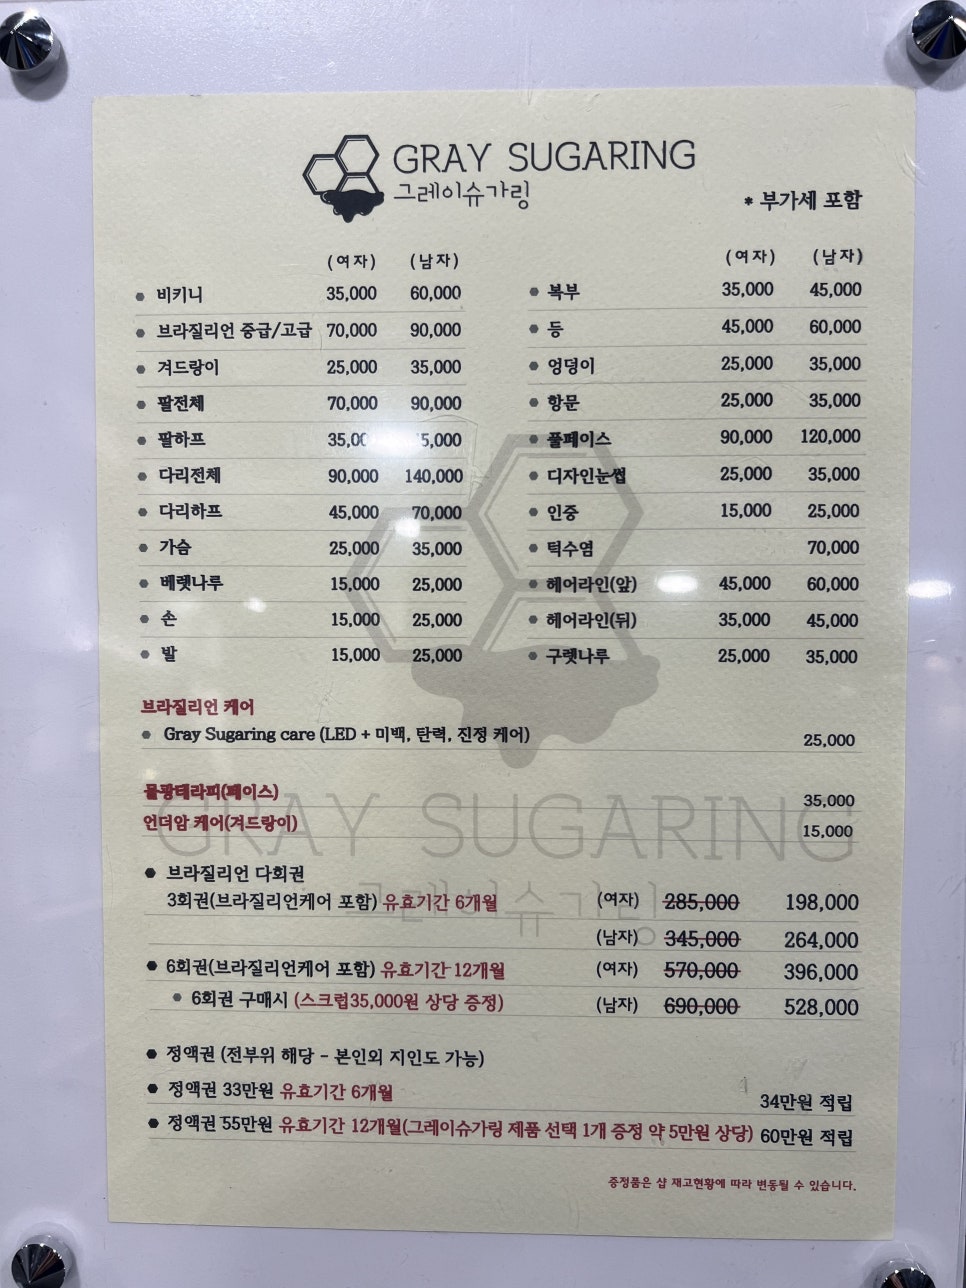 GRAY SUGARING
그레이슈가링
* 부가세 포함
(여자) (남자)
비키니 35,000 60,000
브라질리언 중급/고급 70,000 90,000
겨드랑이 25,000 35,000
팔전체 70,000 90,000
팔하프
다리전체 90,000 140,000
다리하프 45,000 70,000
가슴 25,000 35,000
배렛나루 15,000 25,000
손 15,000 25,000
발 15,000 25,000
(여자) (남자)
복부 35,000 45,000
등 45,000 60,000
엉덩이 25,000 35,000
항문 25,000 35,000
풀페이스 90,000 120,000
디자인눈썹 25,000 35,000
인중 15,000 25,000
턱수염 70,000
헤어라인(앞) 45,000 60,000
헤어라인(뒤) 35,000 45,000
구렛나루 25,000 35,000
브라질리언 케어
Gray Sugaring care (LED + 미백, 탄력, 진정 케어) 25,000
물광테라피(페이스) 35,000
언더암 케어(겨드랑이) 15,000
GRAY SUGARING
그레이슈가링
브라질리언 다회권
3회권(브라질리언케어 포함) 유효기간 6개월 (여자) 285,000 198,000
(남자) 345,000 264,000
6회권(브라질리언케어 포함) 유효기간 12개월 (여자) 570,000 396,000
6회권 구매시 (스크럽35,000원 상당 증정) (남자) 690,000 528,000
정액권 (전부위 해당 - 본인외 지인도 가능)
정액권 33만원 유효기간 6개월 34만원 적립
정액권 55만원 유효기간 12개월(그레이슈가링 제품 선택 1개 증정 약 5만원 상당) 60만원 적립
증정품은 샵 재고현황에 따라 변동될 수 있습니다.